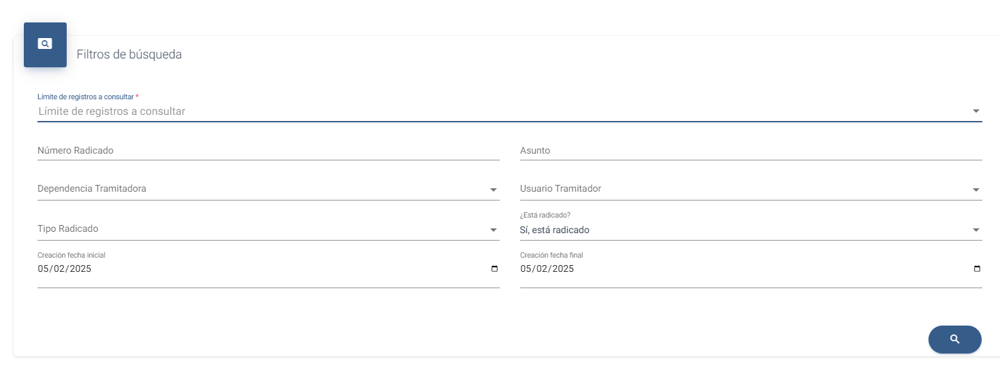 Filtros de búsqueda
Límite de registros a consultar *
Límite de registros a consultar
Número Radicado
Asunto
Dependencia Tramitadora
Usuario Tramitador
Tipo Radicado
¿Está radicado?
Sí, está radicado
Creación fecha inicial
05/02/2025
Creación fecha final
05/02/2025